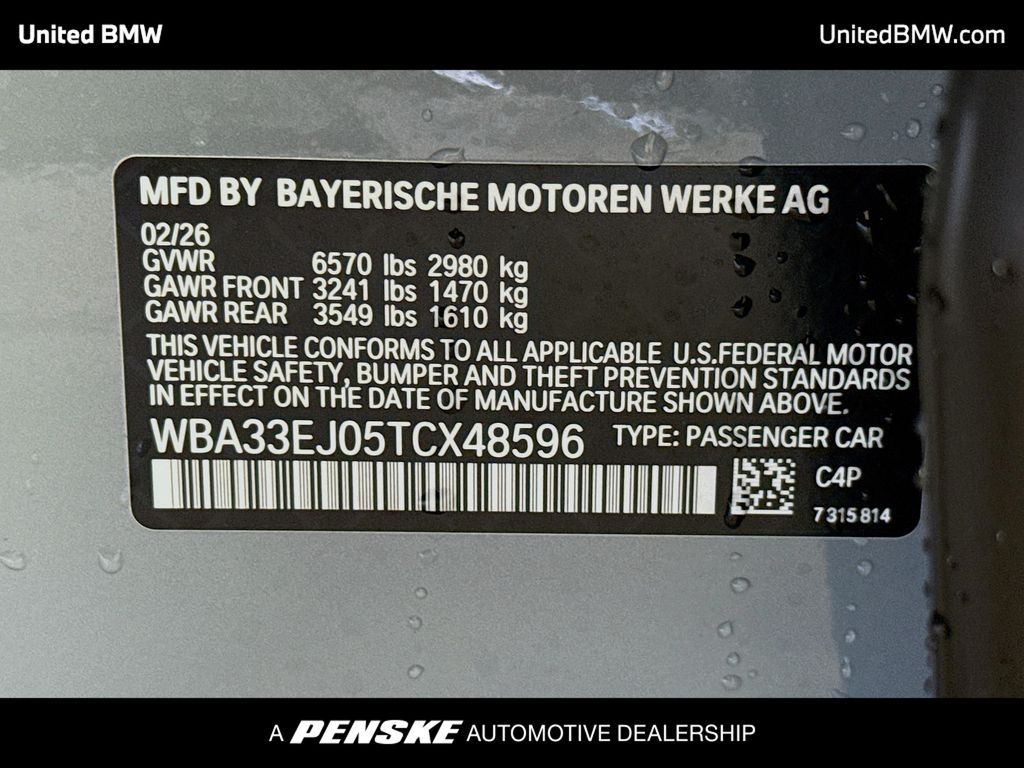 United BMW
UnitedBMW.com
MFD BY BAYERISCHE MOTOREN WERKE AG
02/26
GVWR 6570 lbs 2980 kg
GAWR FRONT 3241 lbs 1470 kg
GAWR REAR 3549 lbs 1610 kg
THIS VEHICLE CONFORMS TO ALL APPLICABLE U.S.FEDERAL MOTOR
VEHICLE SAFETY, BUMPER AND THEFT PREVENTION STANDARDS
IN EFFECT ON THE DATE OF MANUFACTURE SHOWN ABOVE.
WBA33EJ05TCX48596 TYPE: PASSENGER CAR
C4P
7315814
A PENSKE AUTOMOTIVE DEALERSHIP